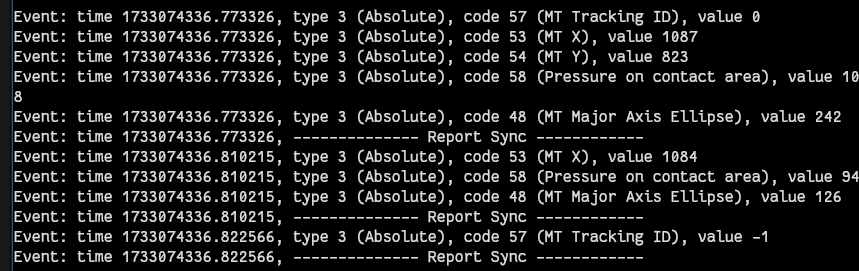 Event: time 1733074336.773326, type 3 (Absolute), code 57 (MT Tracking ID), value 0
Event: time 1733074336.773326, type 3 (Absolute), code 53 (MT X), value 1087
Event: time 1733074336.773326, type 3 (Absolute), code 54 (MT Y), value 823
Event: time 1733074336.773326, type 3 (Absolute), code 58 (Pressure on contact area), value 10
8
Event: time 1733074336.773326, type 3 (Absolute), code 48 (MT Major Axis Ellipse), value 242
Event: time 1733074336.773326, -------------- Report Sync ------------
Event: time 1733074336.810215, type 3 (Absolute), code 53 (MT X), value 1084
Event: time 1733074336.810215, type 3 (Absolute), code 58 (Pressure on contact area), value 94
Event: time 1733074336.810215, type 3 (Absolute), code 48 (MT Major Axis Ellipse), value 126
Event: time 1733074336.810215, -------------- Report Sync ------------
Event: time 1733074336.822566, type 3 (Absolute), code 57 (MT Tracking ID), value -1
Event: time 1733074336.822566, -------------- Report Sync ------------